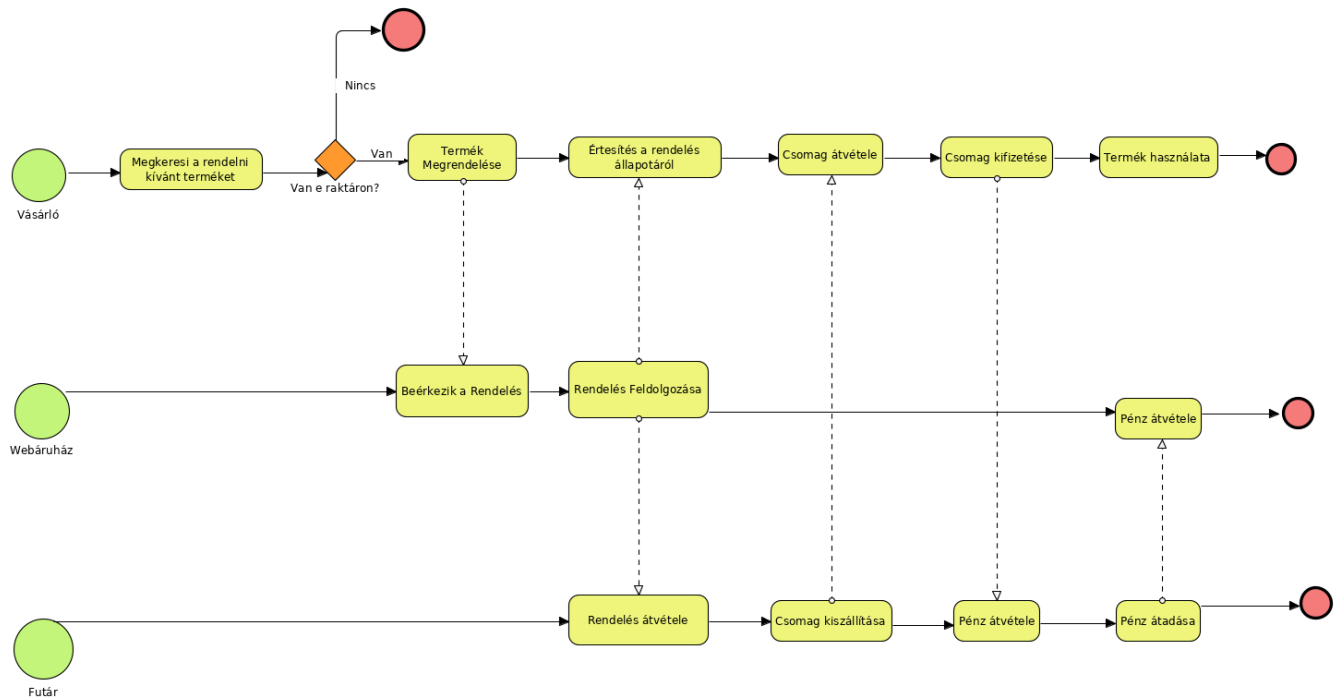 Nincs
Van
Megkeresi a rendelni
kívánt terméket
Van e raktáron?
Termék
Megrendelése
Értesítés a rendelés
állapotáról
Csomag átvétele
Csomag kifizetése
Termék használata
Vásárló
Beérkezik a Rendelés
Rendelés Feldolgozása
Pénz átvétele
Webáruház
Rendelés átvétele
Csomag kiszállítása
Pénz átvétele
Pénz átadása
Futár